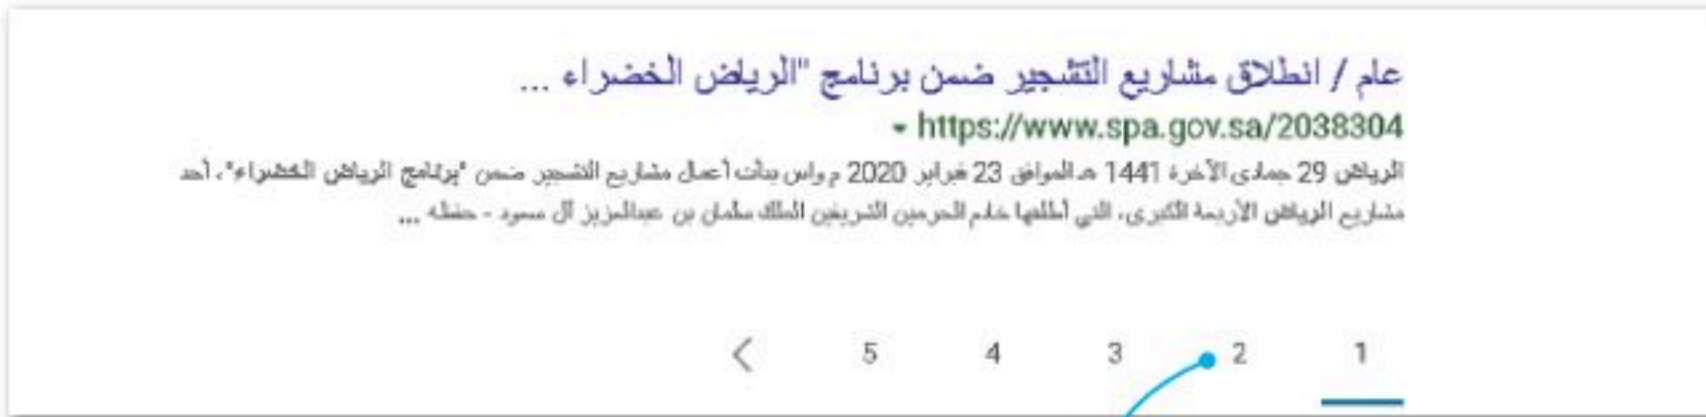 عام / انطلاق مشاريع التشجير ضمن برنامج "الرياض الخضراء ...
https://www.spa.gov.sa/2038304
الرياض 29 جمادى الآخرة 1441 هـ الموافق 23 فبراير 2020 م واس بدأت أعمال مشاريع التشجير ضمن "برنامج الرياض الخضراء"، أحد
مشاريع الرياض الأربعة الكبرى، التي أطلقها خادم الحرمين الشريفين الملك سلمان بن عبدالعزيز آل سعود - حفظه ...
1 2 3 4 5